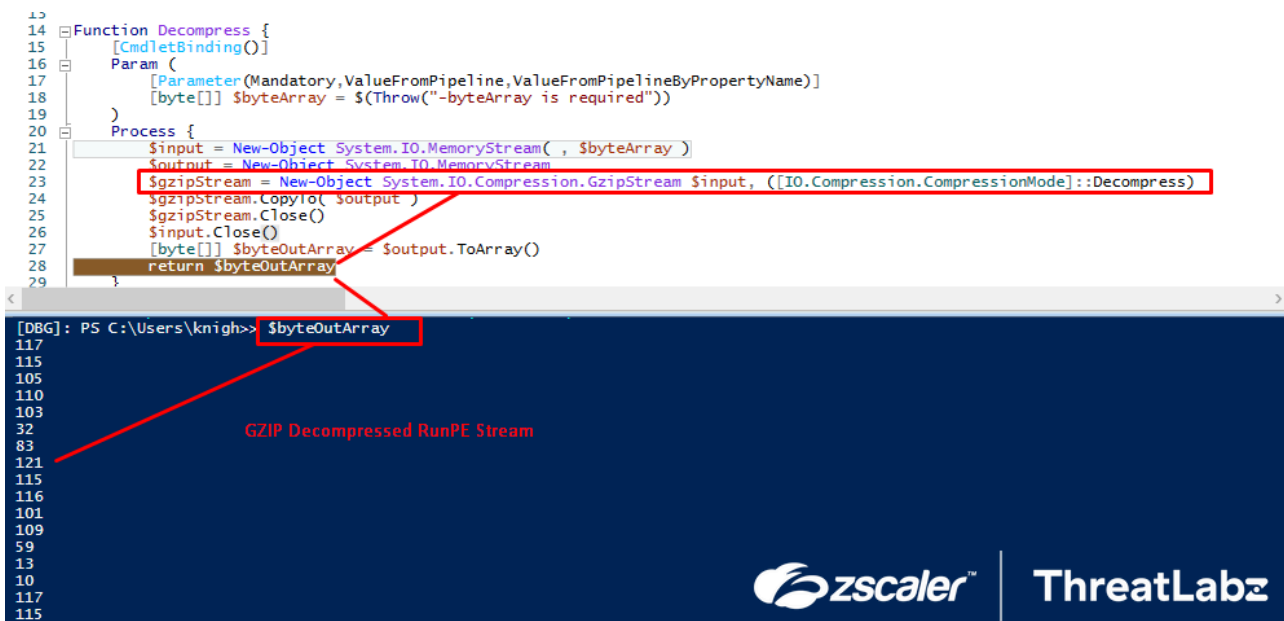 13
14 Function Decompress {
15 [CmdletBinding()]
16 Param (
17 [Parameter(Mandatory,ValueFromPipeline,ValueFromPipelineByPropertyName)]
18 [byte[]] $byteArray = $(Throw("-byteArray is required"))
19 )
20 Process {
21 $input = New-Object System.IO.MemoryStream( , $byteArray )
22 $output = New-Object System.IO.MemoryStream
23 $gzipStream = New-Object System.IO.Compression.GzipStream $input, ([IO.Compression.CompressionMode]::Decompress)
24 $gzipStream.CopyTo( $output )
25 $gzipStream.Close()
26 $input.Close()
27 [byte[]] $byteOutArray = $output.ToArray()
28 return $byteOutArray
29 }
[DBG]: PS C:\Users\knigh>> $byteOutArray
117
115
105
110
103
32
GZIP Decompressed RunPE Stream
83
121
115
116
101
109
59
13
10
117
115
zscaler™ | ThreatLabz